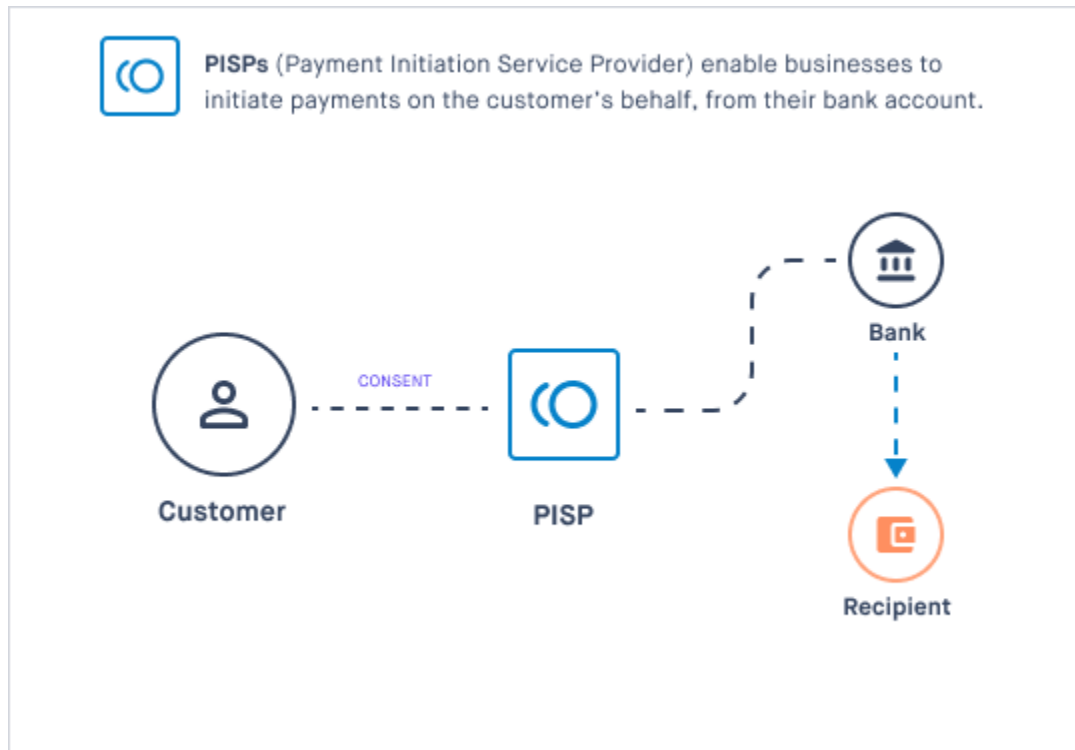 PISPs (Payment Initiation Service Provider) enable businesses to
initiate payments on the customer's behalf, from their bank account.
Bank
CONSENT
Customer
PISP
Recipient